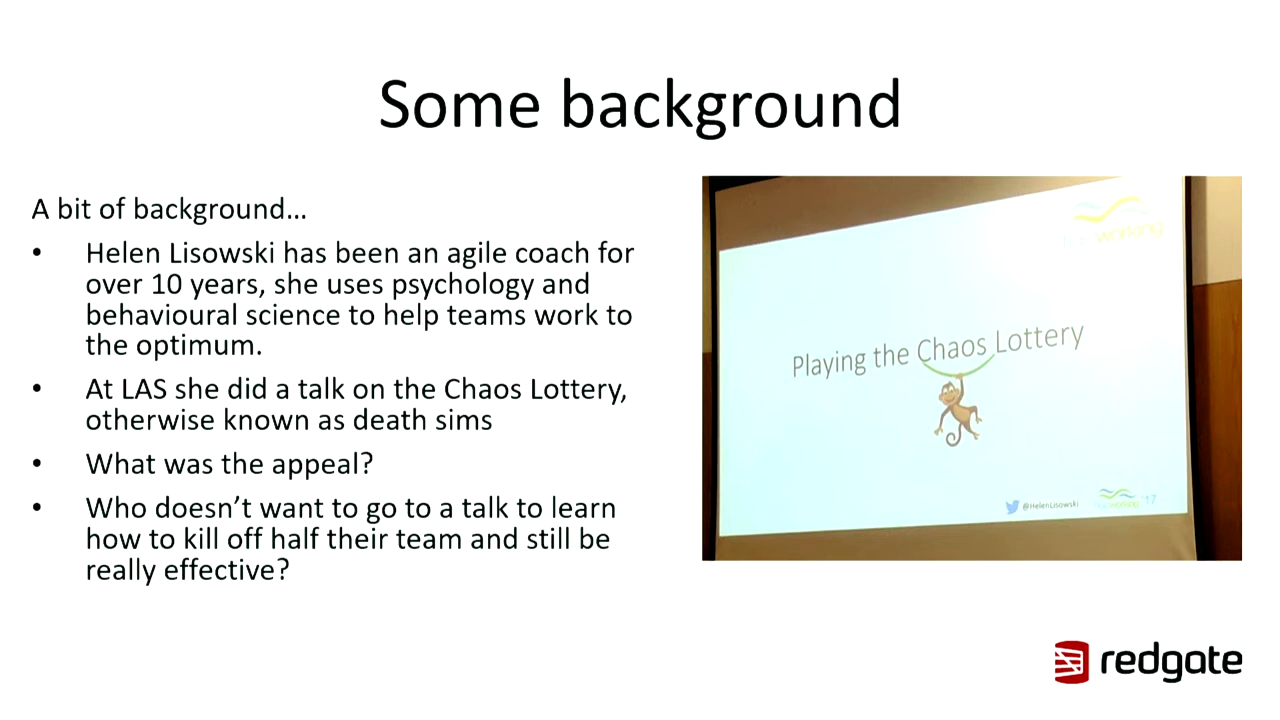 Some background
A bit of background…
• Helen Lisowski has been an agile coach for
over 10 years, she uses psychology and
behavioural science to help teams work to
the optimum.
• At LAS she did a talk on the Chaos Lottery,
otherwise known as death sims
• What was the appeal?
• Who doesn’t want to go to a talk to learn
how to kill off half their team and still be
really effective?
Playing the Chaos Lottery
@HelenLisowski
'17
redgate